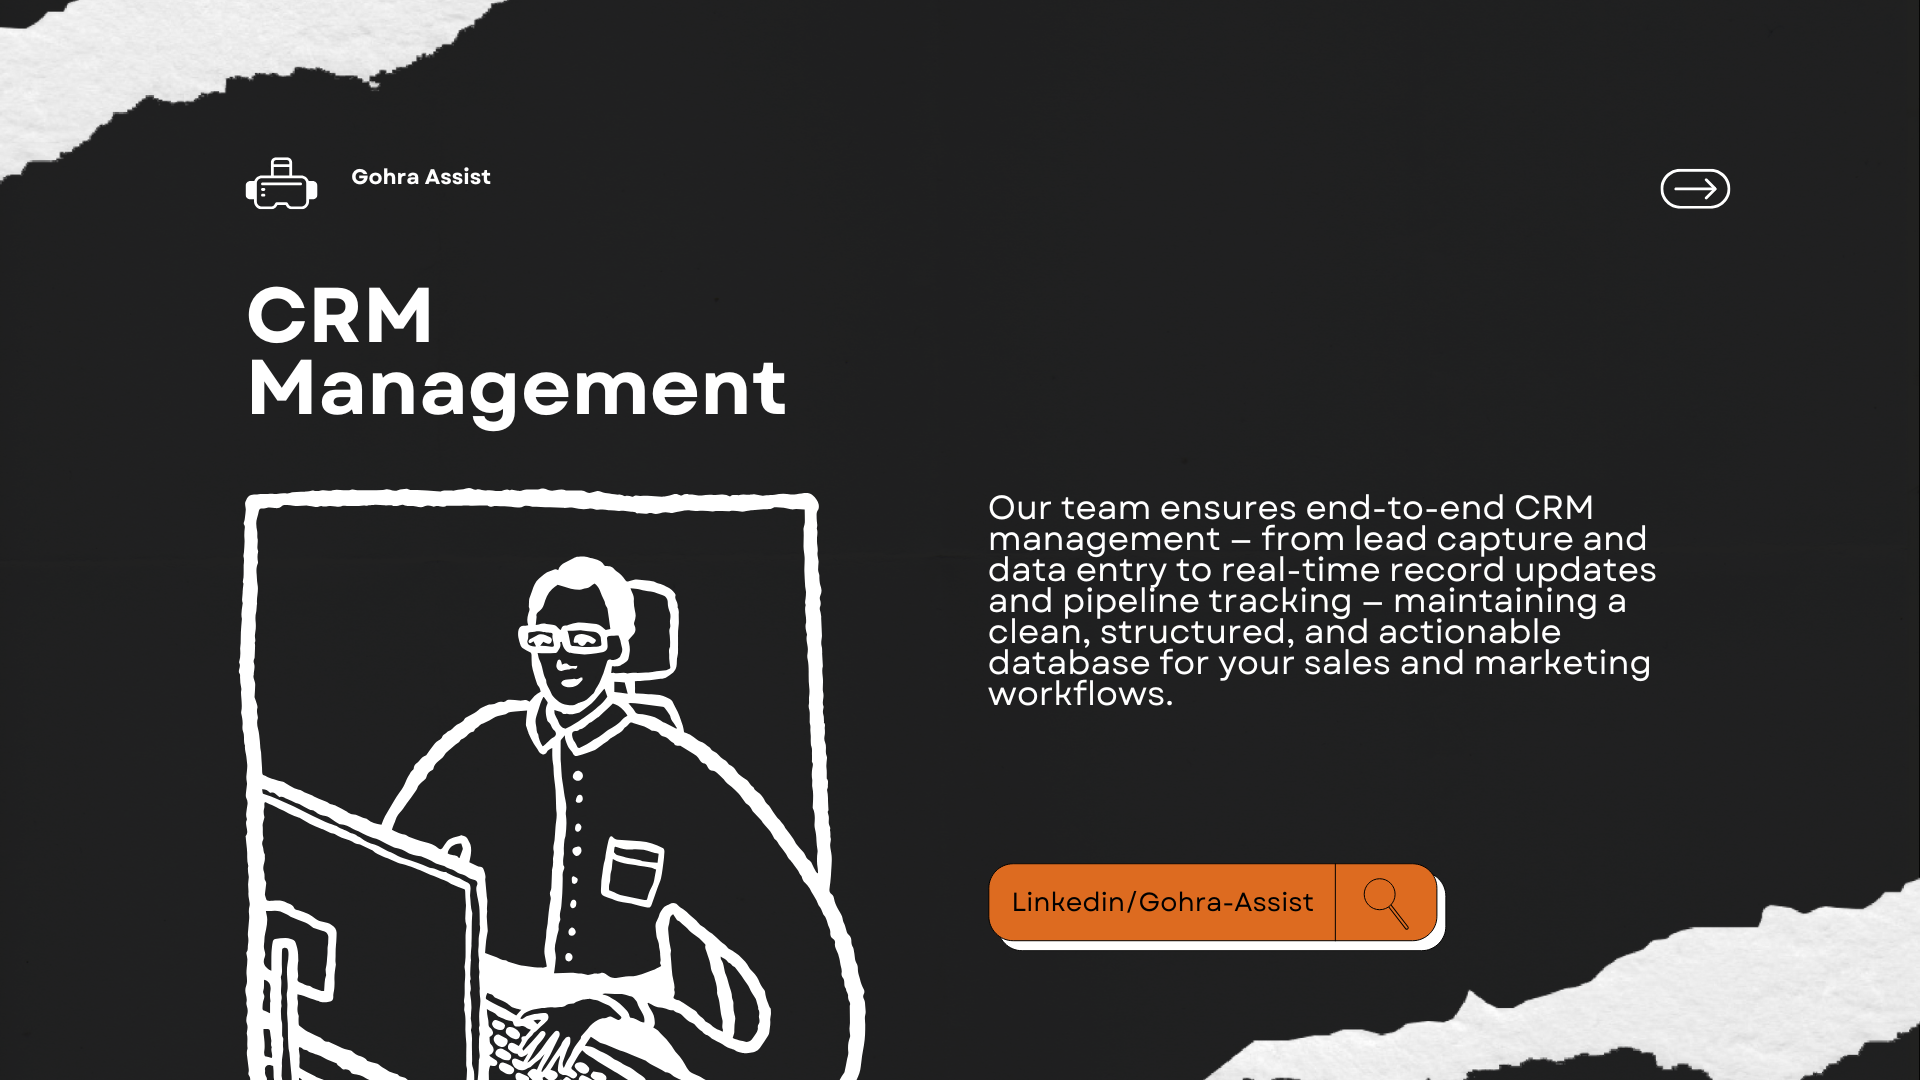 Gohra Assist
CRM
Management
Our team ensures end-to-end CRM
management – from lead capture and
data entry to real-time record updates
and pipeline tracking – maintaining a
clean, structured, and actionable
database for your sales and marketing
workflows.
Linkedin/Gohra-Assist